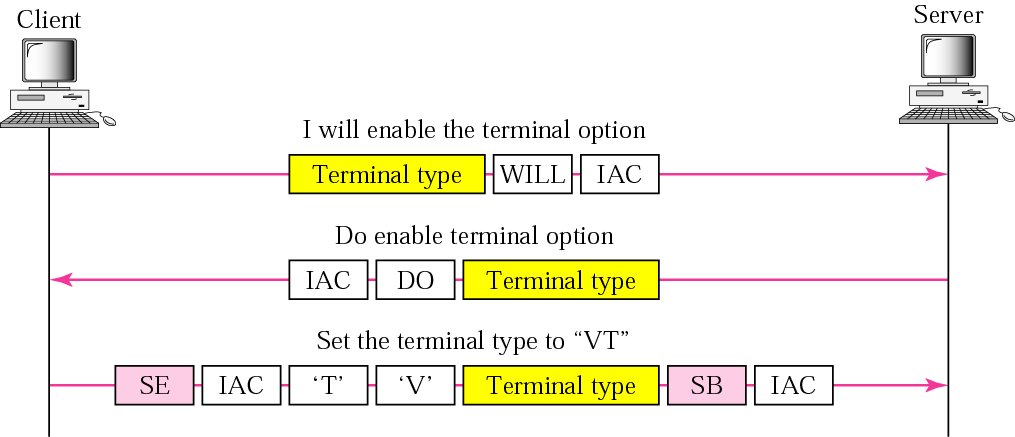 Client
Server
I will enable the terminal option
Terminal type WILL IAC
Do enable terminal option
IAC DO Terminal type
Set the terminal type to “VT”
SE IAC ‘T’ ‘V’ Terminal type SB IAC